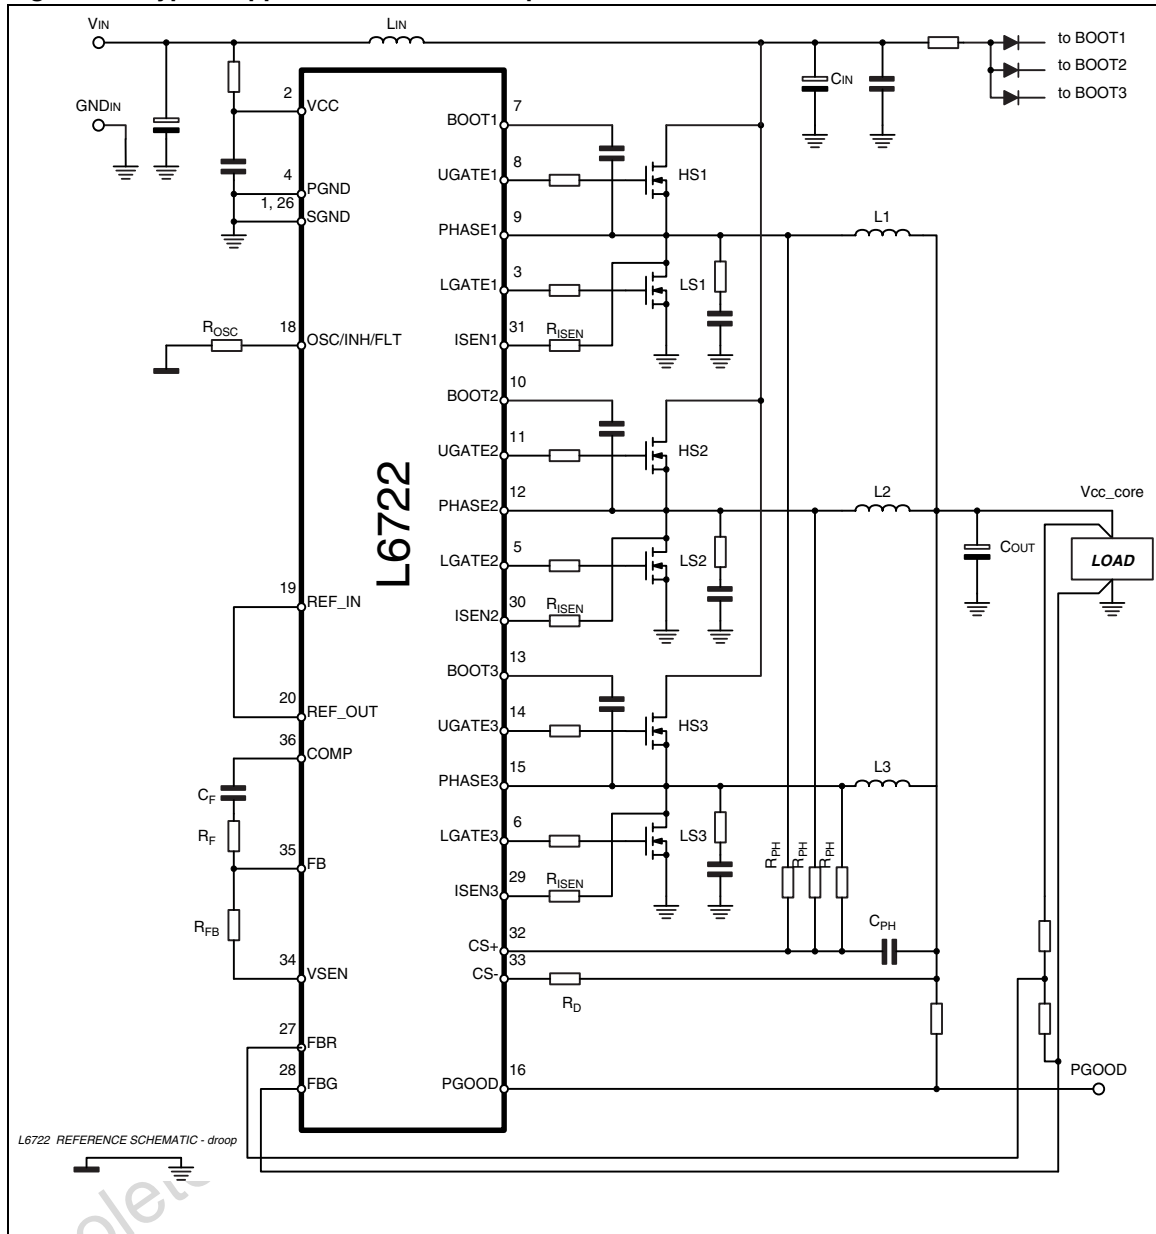 VIN
LIN
to BOOT1
to BOOT2
to BOOT3
GNDIN
CIN
2
VCC
7
BOOT1
8
UGATE1
HS1
4
PGND
1, 26
SGND
9
PHASE1
L1
3
LGATE1
LS1
ROSC
18
OSC/INH/FLT
31
ISEN1
RISEN
10
BOOT2
11
UGATE2
HS2
L6722
12
PHASE2
L2
Vcc_core
5
LGATE2
LS2
COUT
LOAD
19
REF_IN
30
ISEN2
RISEN
13
BOOT3
20
REF_OUT
14
UGATE3
HS3
36
COMP
15
PHASE3
L3
CF
RF
6
LGATE3
LS3
RPH
RPH
RPH
35
FB
29
ISEN3
RISEN
RFB
32
CS+
CPH
34
VSEN
33
CS-
RD
27
FBR
28
FBG
16
PGOOD
PGOOD
L6722 REFERENCE SCHEMATIC - droop